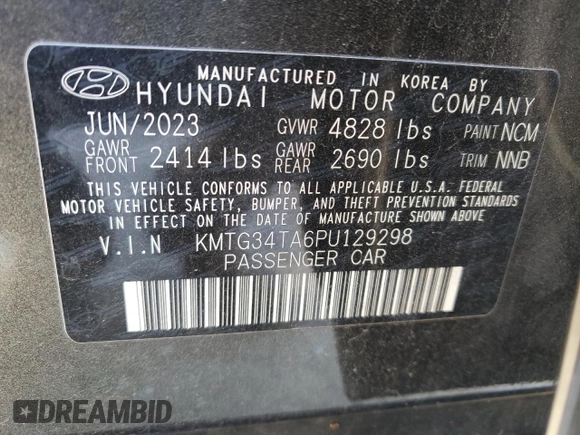 MANUFACTURED IN KOREA BY
HYUNDAI MOTOR COMPANY
JUN/2023 GVWR 4828 lbs PAINT NCM
GAWR FRONT 2414 lbs GAWR REAR 2690 lbs TRIM NNB
THIS VEHICLE CONFORMS TO ALL APPLICABLE U.S.A. FEDERAL
MOTOR VEHICLE SAFETY, BUMPER, AND THEFT PREVENTION STANDARDS
IN EFFECT ON THE DATE OF MANUFACTURE SHOWN ABOVE
V.I.N KMTG34TA6PU129298
PASSENGER CAR
DREAMBID